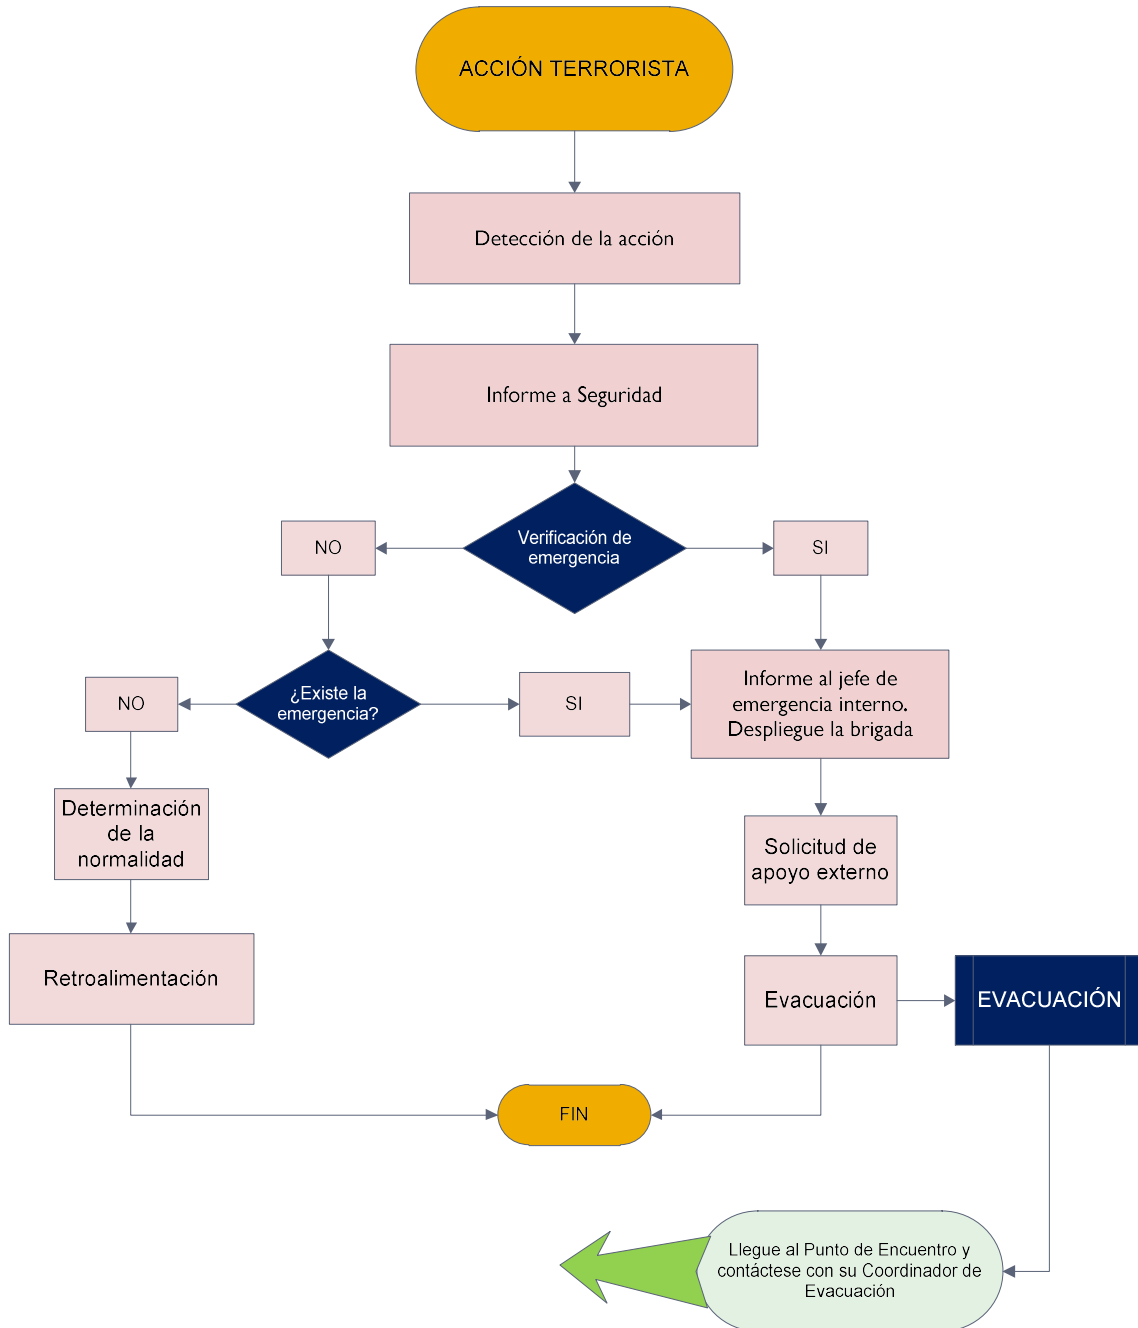 ACCIÓN TERRORISTA
Detección de la acción
Informe a Seguridad
Verificación de
emergencia
NO
SI
¿Existe la
emergencia?
NO
SI
Informe al jefe de
emergencia interno.
Despliegue la brigada
Determinación
de la
normalidad
Solicitud de
apoyo externo
Retroalimentación
Evacuación
EVACUACIÓN
FIN
Llegue al Punto de Encuentro y
contáctese con su Coordinador de
Evacuación